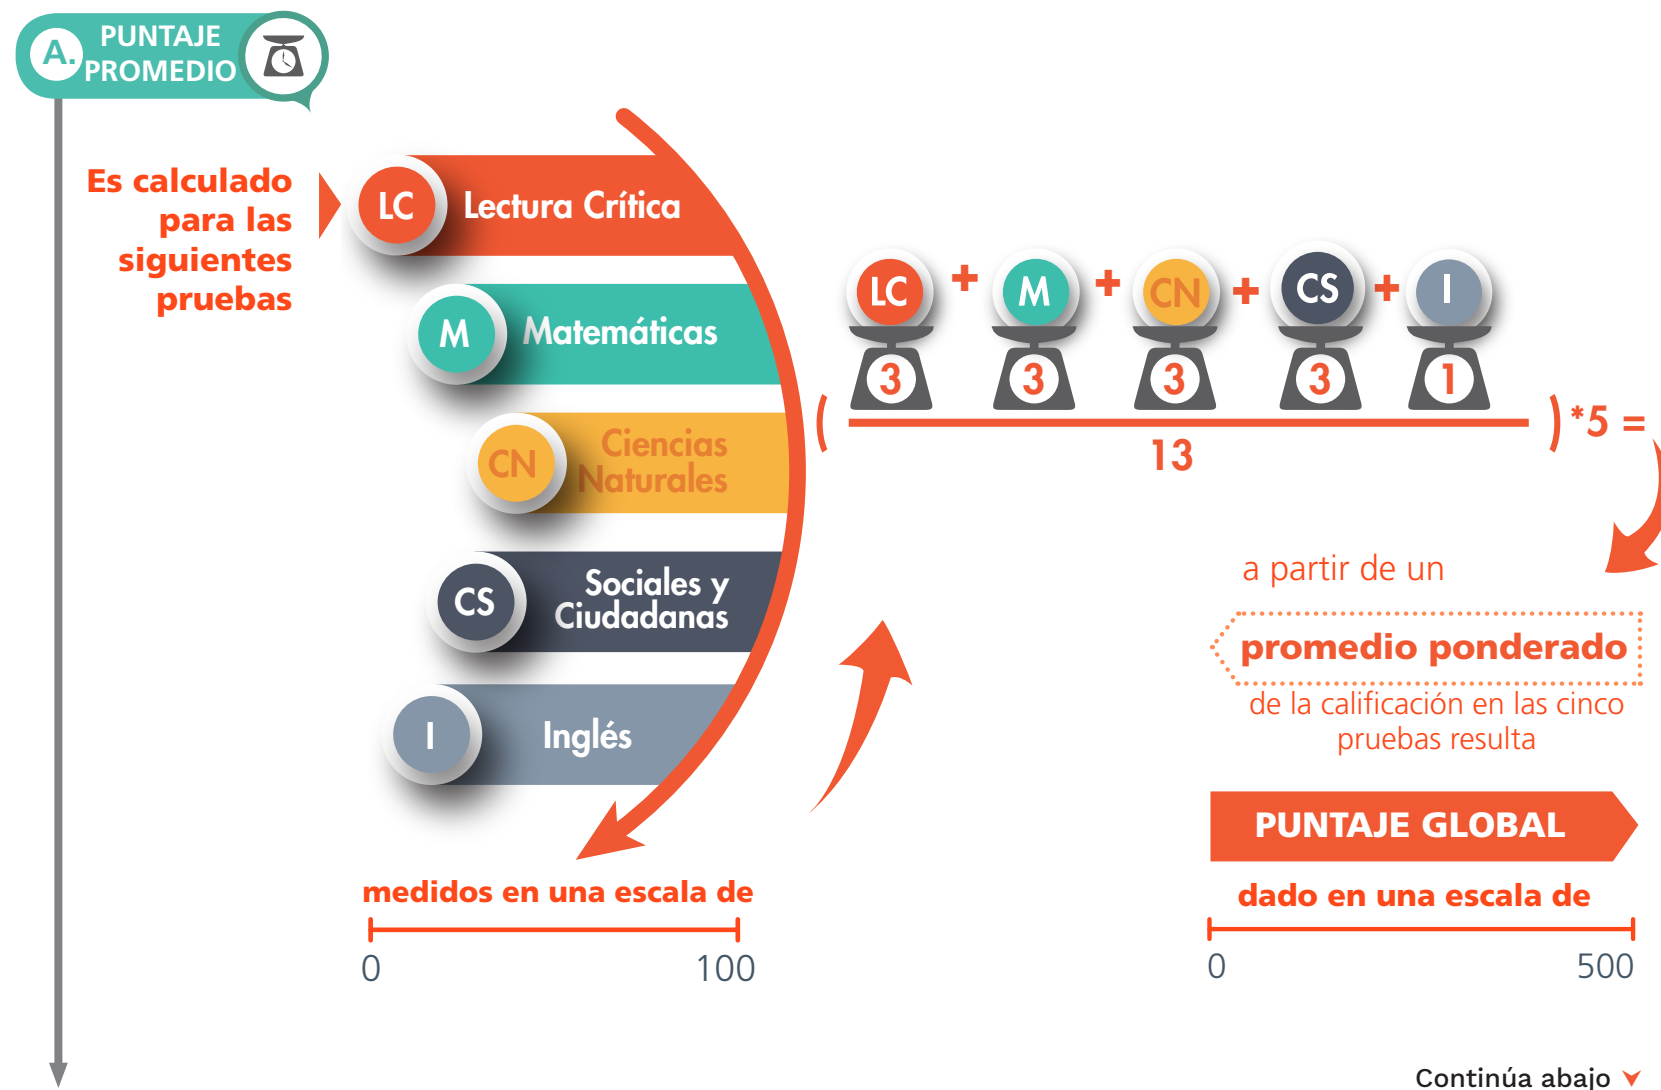 A.
PUNTAJE
PROMEDIO
Es calculado
para las
siguientes
pruebas
LC Lectura Crítica
M Matemáticas
CN Ciencias
Naturales
CS Sociales y
Ciudadanas
I Inglés
medidos en una escala de
0 100
LC + M + CN + CS + I
3 3 3 3 1
( ) *5 =
13
a partir de un
promedio ponderado
de la calificación en las cinco
pruebas resulta
PUNTAJE GLOBAL
dado en una escala de
0 500
Continúa abajo